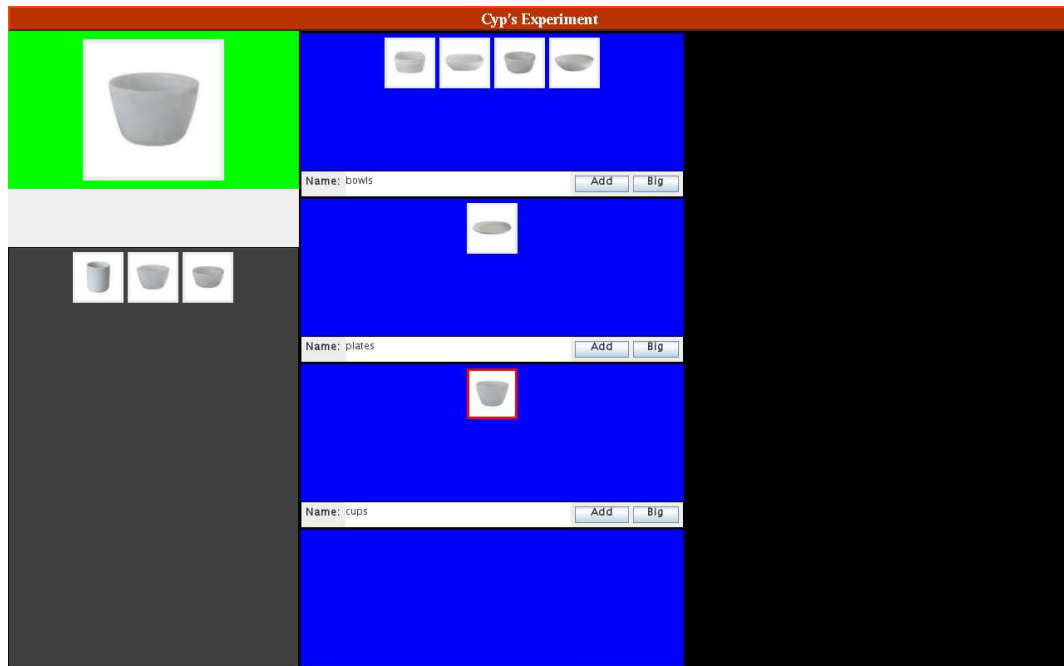 Cyp's Experiment
Name: bowls Add Big
Name: plates Add Big
Name: cups Add Big